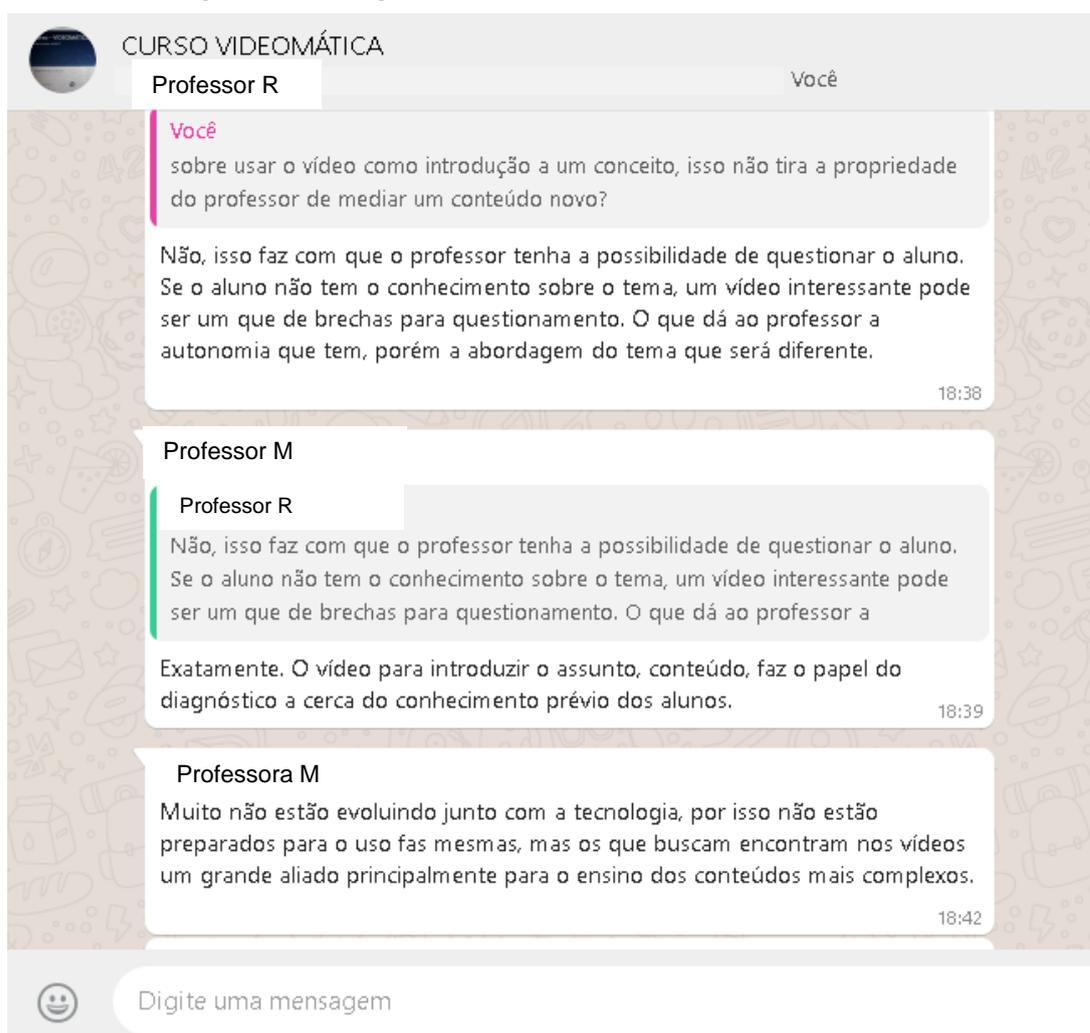 CURSO VIDEOMÁTICA
Professor R
Você
Você
sobre usar o vídeo como introdução a um conceito, isso não tira a propriedade
do professor de mediar um conteúdo novo?
Não, isso faz com que o professor tenha a possibilidade de questionar o aluno.
Se o aluno não tem o conhecimento sobre o tema, um vídeo interessante pode
ser um que de brechas para questionamento. O que dá ao professor a
autonomia que tem, porém a abordagem do tema que será diferente.
18:38
Professor M
Professor R
Não, isso faz com que o professor tenha a possibilidade de questionar o aluno.
Se o aluno não tem o conhecimento sobre o tema, um vídeo interessante pode
ser um que de brechas para questionamento. O que dá ao professor a
Exatamente. O vídeo para introduzir o assunto, conteúdo, faz o papel do
diagnóstico a cerca do conhecimento prévio dos alunos.
18:39
Professora M
Muito não estão evoluindo junto com a tecnologia, por isso não estão
preparados para o uso fas mesmas, mas os que buscam encontram nos vídeos
um grande aliado principalmente para o ensino dos conteúdos mais complexos.
18:42
Digite uma mensagem